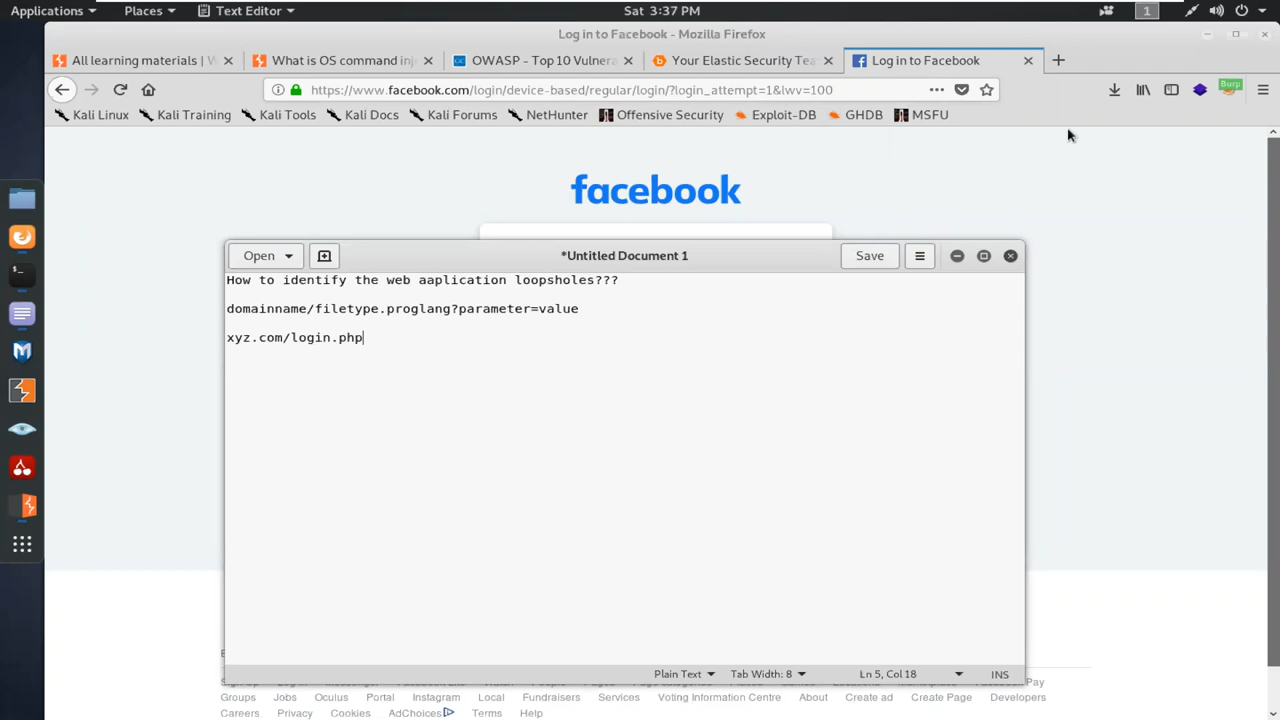 Applications Places Text Editor Sat 3:37 PM 1
Log in to Facebook - Mozilla Firefox
All learning materials | W What is OS command inj OWASP - Top 10 Vulnera Your Elastic Security Tea Log in to Facebook
https://www.facebook.com/login/device-based/regular/login/?login_attempt=1&lwv=100 Burp
Kali Linux Kali Training Kali Tools Kali Docs Kali Forums NetHunter Offensive Security Exploit-DB GHDB MSFU
facebook
Open *Untitled Document 1 Save
How to identify the web aaplication loopsholes???
domainname/filetype.proglang?parameter=value
xyz.com/login.php
Plain Text Tab Width: 8 Ln 5, Col 18 INS
Groups Jobs Oculus Portal Instagram Local Fundraisers Services Voting Information Centre About Create ad Create Page Developers
Careers Privacy Cookies AdChoices Terms Help